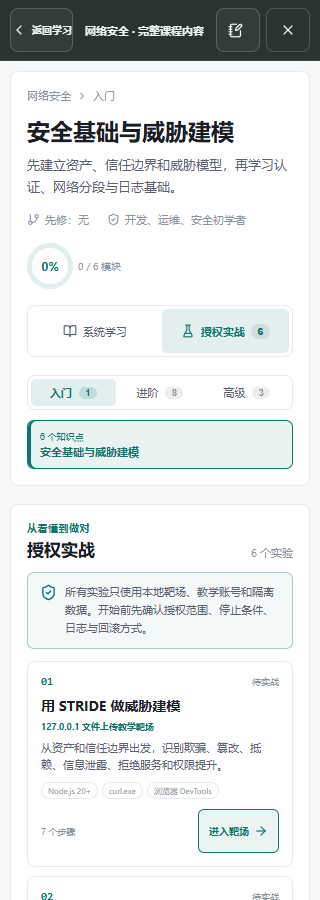 返回学习
网络安全 · 完整课程内容
网络安全 > 入门
安全基础与威胁建模
先建立资产、信任边界和威胁模型，再学习认
证、网络分段与日志基础。
先修：无
开发、运维、安全初学者
0%
0 / 6 模块
系统学习
授权实战 6
入门 1
进阶 8
高级 3
6 个知识点
安全基础与威胁建模
从看懂到做对
授权实战
6 个实验
所有实验只使用本地靶场、教学账号和隔离
数据。开始前先确认授权范围、停止条件、
日志与回滚方式。
01
待实战
用 STRIDE 做威胁建模
127.0.0.1 文件上传教学靶场
从资产和信任边界出发，识别欺骗、篡改、抵
赖、信息泄露、拒绝服务和权限提升。
Node.js 20+
curl.exe
浏览器 DevTools
7 个步骤
进入靶场
02
待实战